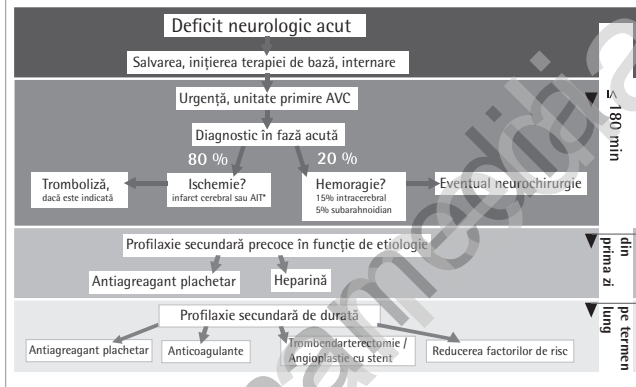 Deficit neurologic acut
Salvarea, inițierea terapiei de bază, internare
Urgență, unitate primire AVC
Diagnostic în fază acută
80 %
20 %
Tromboliză,
dacă este indicată
Ischemie?
infarct cerebral sau AIT*
Hemoragie?
15% intracerebral
5% subarahnoidian
Eventual neurochirurgie
≤ 180 min
Profilaxie secundară precoce în funcție de etiologie
Antiagreagant plachetar
Heparină
din
prima zi
Profilaxie secundară de durată
Antiagreagant plachetar
Anticoagulante
Trombendarterectomie /
Angioplastie cu stent
Reducerea factorilor de risc
pe termen
lung